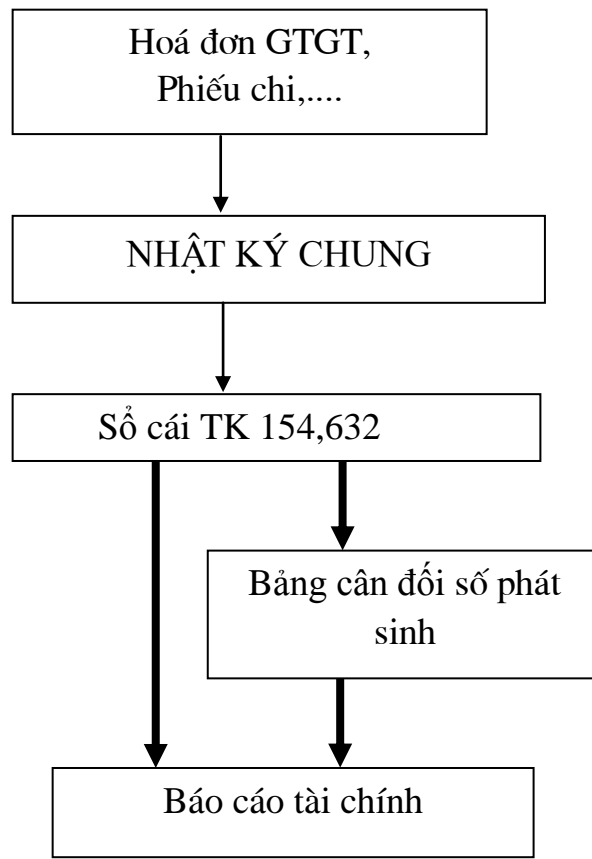 Hoá đơn GTGT,
Phiếu chi,....
NHẬT KÝ CHUNG
Sổ cái TK 154,632
Bảng cân đối số phát
sinh
Báo cáo tài chính